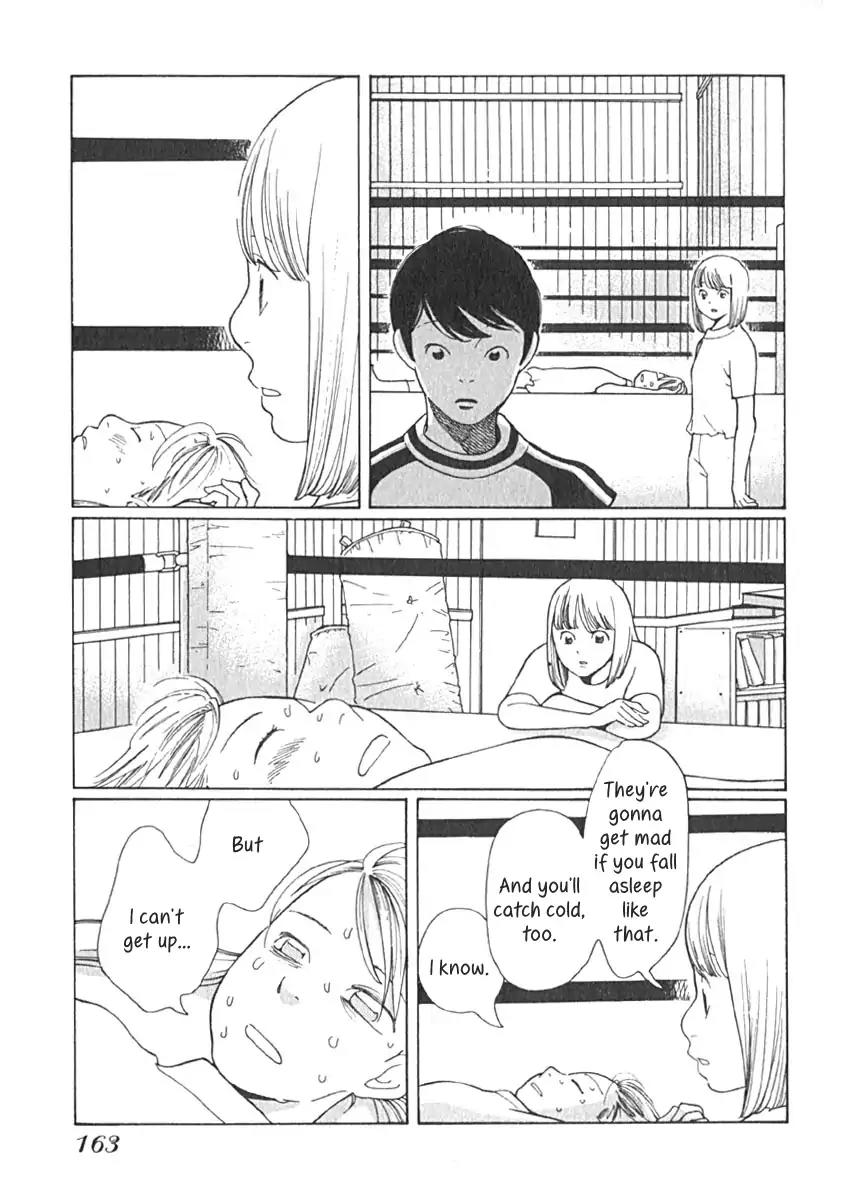 They're
gonna
get mad
if you fall
asleep
like
that.
And you'll
catch cold,
too.
I know.
But
I can't
get up...
163